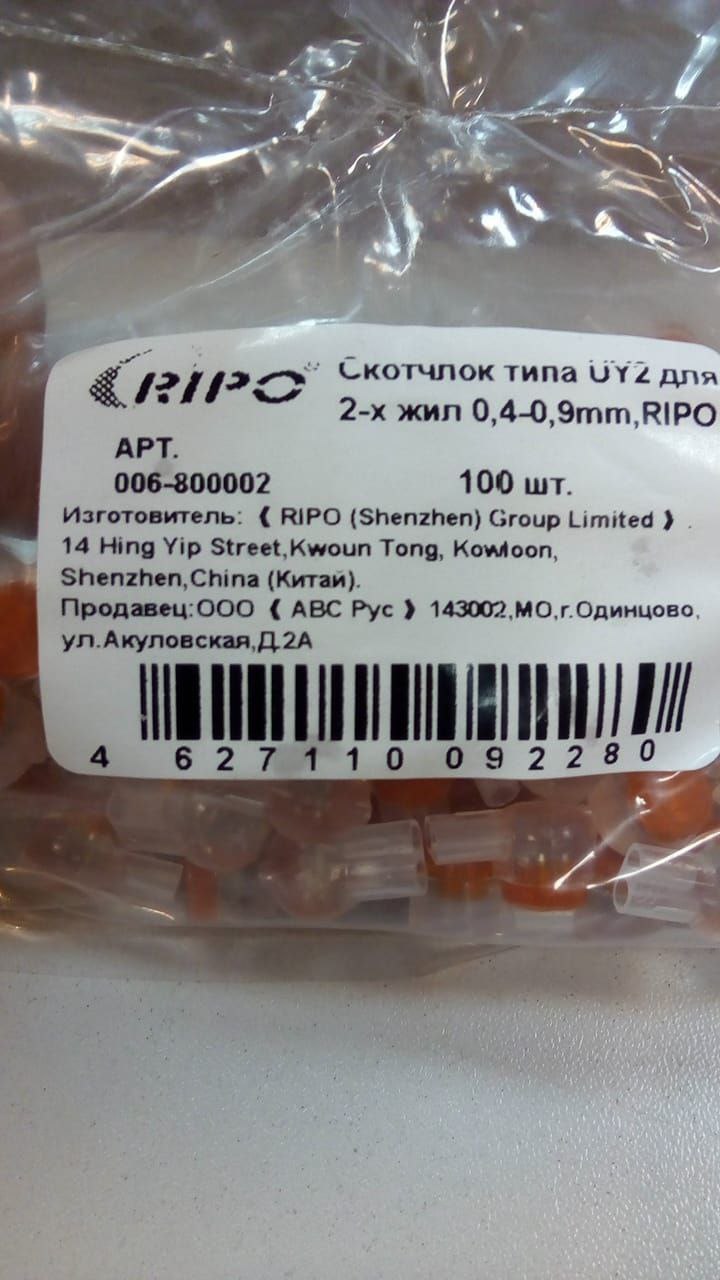 RIPO
Скотчлок типа UY2 для
2-х жил 0,4-0,9mm,RIPO
АРТ.
006-800002 100 шт.
Изготовитель: ❰ RIPO (Shenzhen) Group Limited ❱ .
14 Hing Yip Street,Kwoun Tong, Kowloon,
Shenzhen,China (Китай).
Продавец:ООО ❰ АВС Рус ❱ 143002,МО,г.Одинцово,
ул.Акуловская,Д.2А
4 627110 092280